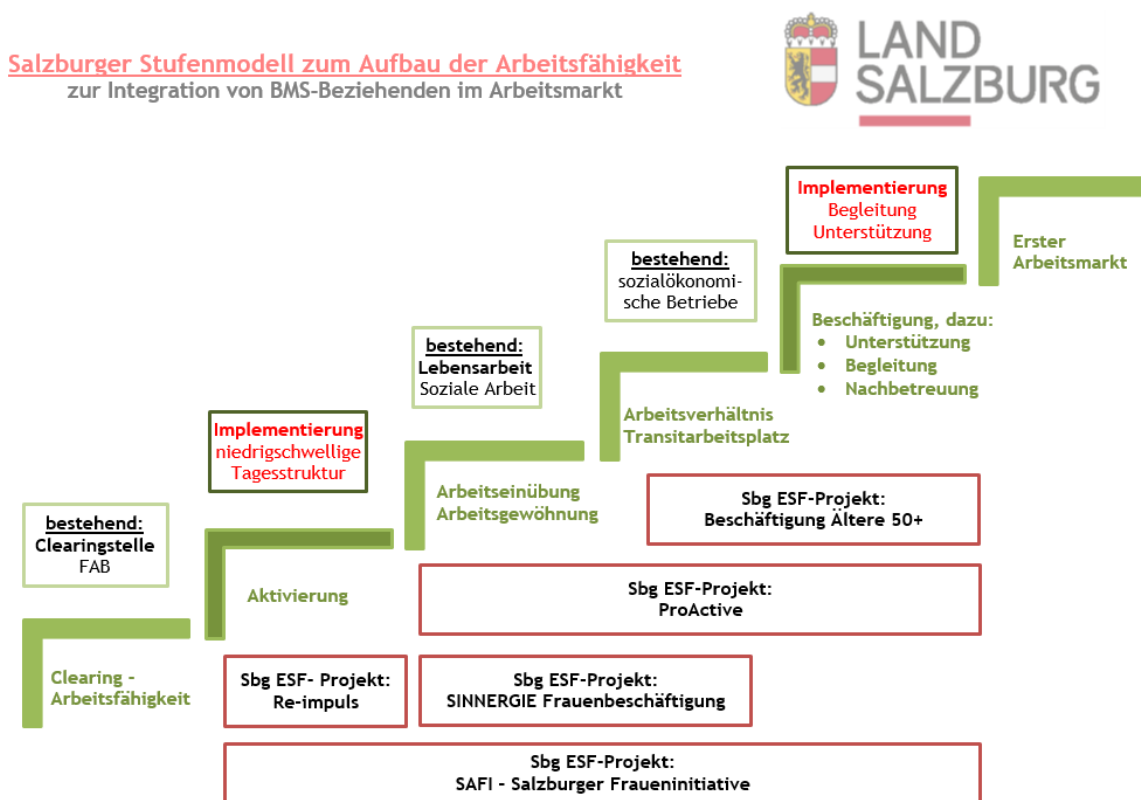 Salzburger Stufenmodell zum Aufbau der Arbeitsfähigkeit
zur Integration von BMS-Beziehenden im Arbeitsmarkt
LAND
SALZBURG
Implementierung
Begleitung
Unterstützung
Erster
Arbeitsmarkt
bestehend:
sozialökonomi-
sche Betriebe
Beschäftigung, dazu:
• Unterstützung
• Begleitung
• Nachbetreuung
bestehend:
Lebensarbeit
Soziale Arbeit
Arbeitsverhältnis
Transitarbeitsplatz
Implementierung
niedrigschwellige
Tagesstruktur
Arbeitseinübung
Arbeitsgewöhnung
Sbg ESF-Projekt:
Beschäftigung Ältere 50+
bestehend:
Clearingstelle
FAB
Aktivierung
Sbg ESF-Projekt:
ProActive
Clearing -
Arbeitsfähigkeit
Sbg ESF- Projekt:
Re-impuls
Sbg ESF-Projekt:
SINNERGIE Frauenbeschäftigung
Sbg ESF-Projekt:
SAFI - Salzburger Fraueninitiative